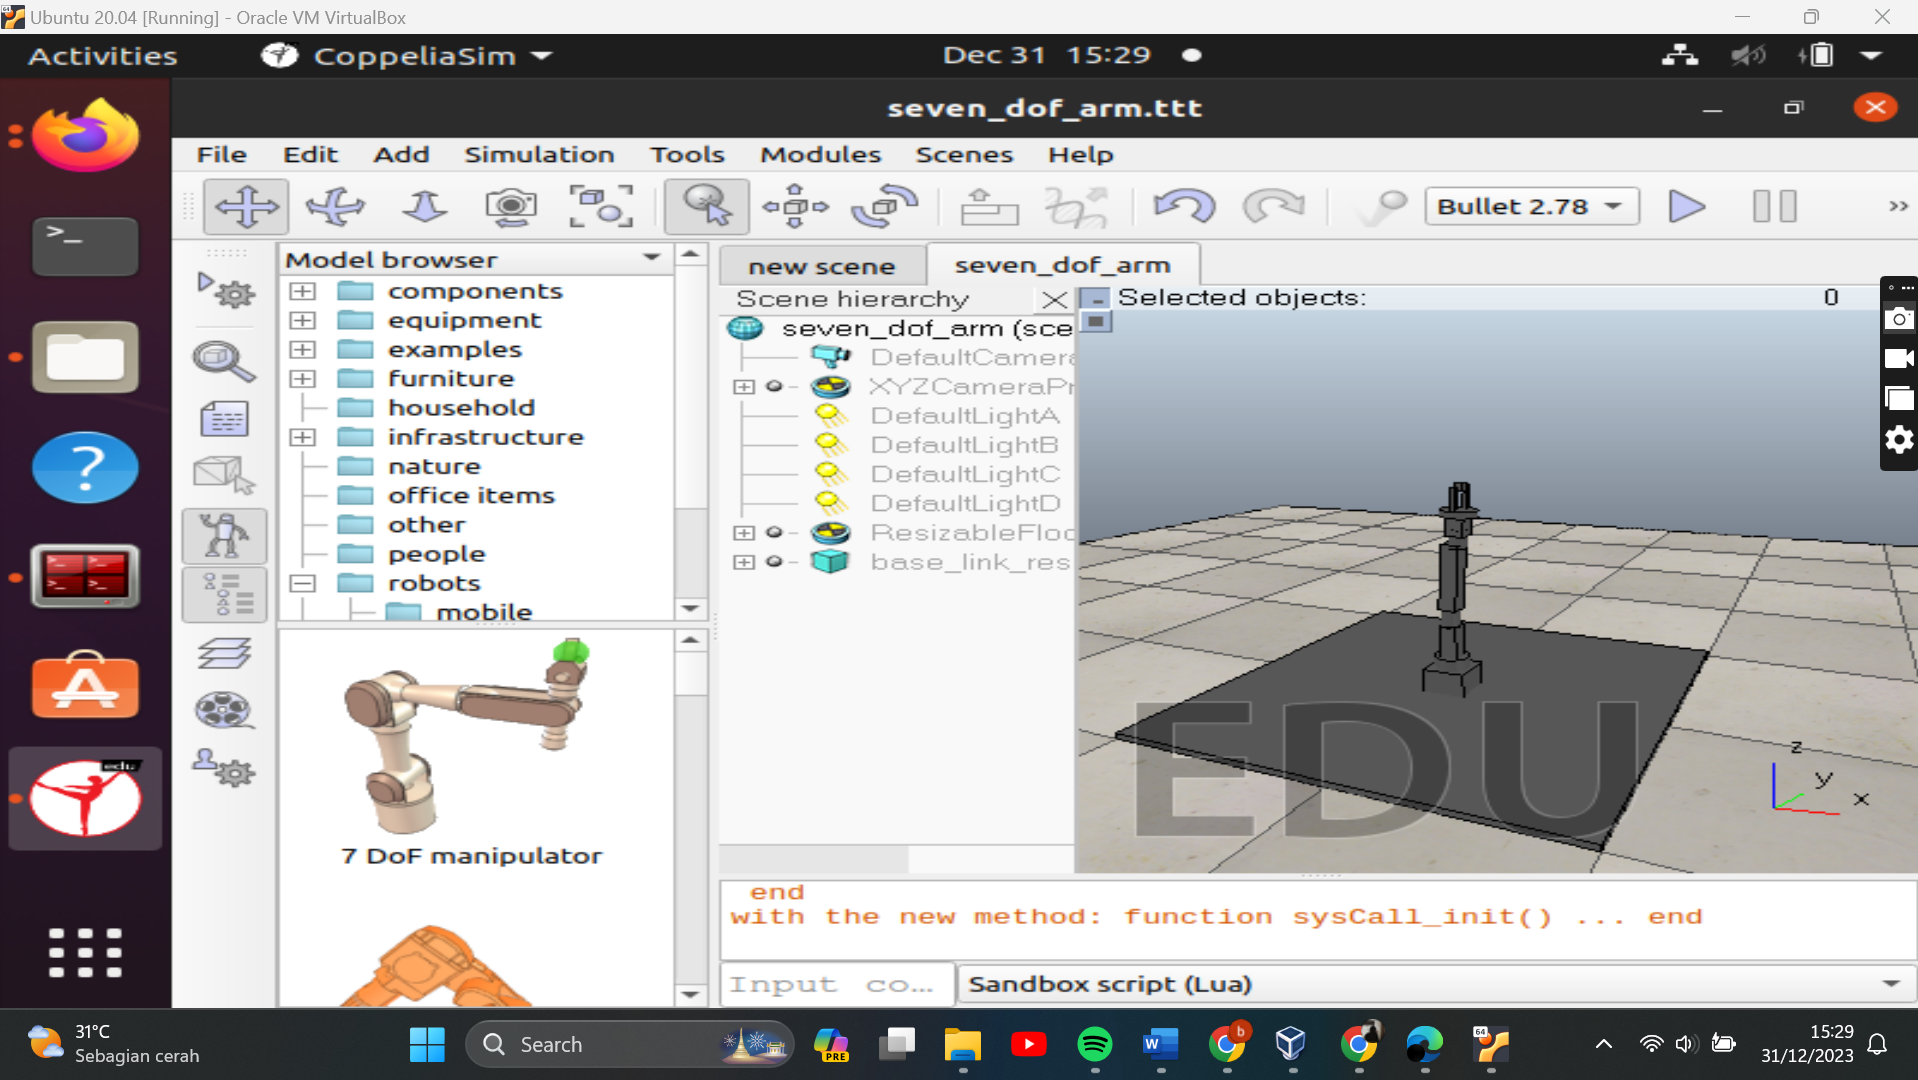 Ubuntu 20.04 [Running] - Oracle VM VirtualBox
Activities
CoppeliaSim
Dec 31 15:29
seven_dof_arm.ttt
File Edit Add Simulation Tools Modules Scenes Help
Bullet 2.78
Model browser
components
equipment
examples
furniture
household
infrastructure
nature
office items
other
people
robots
mobile
7 DoF manipulator
new scene
seven_dof_arm
Scene hierarchy
seven_dof_arm (sce
DefaultCamera
XYZCameraPr
DefaultLightA
DefaultLightB
DefaultLightC
DefaultLightD
ResizableFloo
base_link_res
Selected objects: 0
EDU
z
y
x
end
with the new method: function sysCall_init() ... end
Input co...
Sandbox script (Lua)
edu
31°C
Sebagian cerah
Search
PRE
W
b
64
15:29
31/12/2023